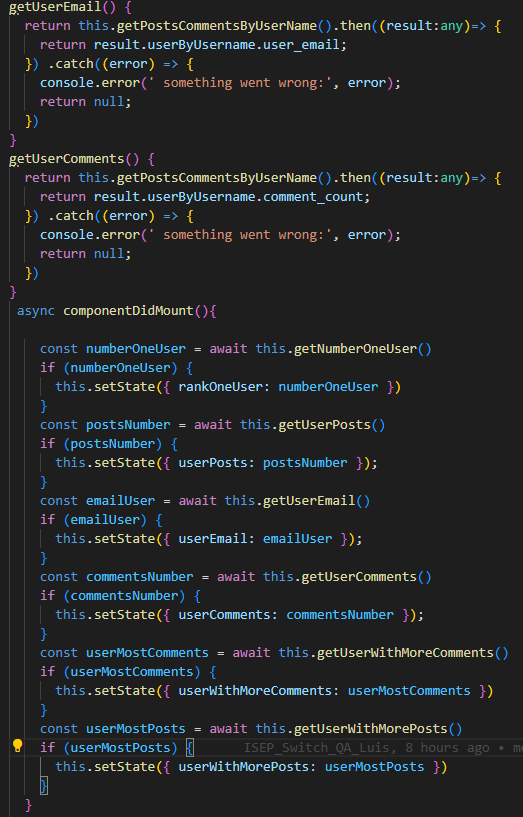 getUserEmail() {
return this.getPostsCommentsByUserName().then((result:any)=> {
return result.userByUsername.user_email;
}) .catch((error) => {
console.error(' something went wrong:', error);
return null;
})
}
getUserComments() {
return this.getPostsCommentsByUserName().then((result:any)=> {
return result.userByUsername.comment_count;
}) .catch((error) => {
console.error(' something went wrong:', error);
return null;
})
}
async componentDidMount(){
const numberOneUser = await this.getNumberOneUser()
if (numberOneUser) {
this.setState({ rankOneUser: numberOneUser })
}
const postsNumber = await this.getUserPosts()
if (postsNumber) {
this.setState({ userPosts: postsNumber });
}
const emailUser = await this.getUserEmail()
if (emailUser) {
this.setState({ userEmail: emailUser });
}
const commentsNumber = await this.getUserComments()
if (commentsNumber) {
this.setState({ userComments: commentsNumber });
}
const userMostComments = await this.getUserWithMoreComments()
if (userMostComments) {
this.setState({ userWithMoreComments: userMostComments })
}
const userMostPosts = await this.getUserWithMorePosts()
if (userMostPosts) { ISEP_Switch_QA_Luis, 8 hours ago •
this.setState({ userWithMorePosts: userMostPosts })
}
}